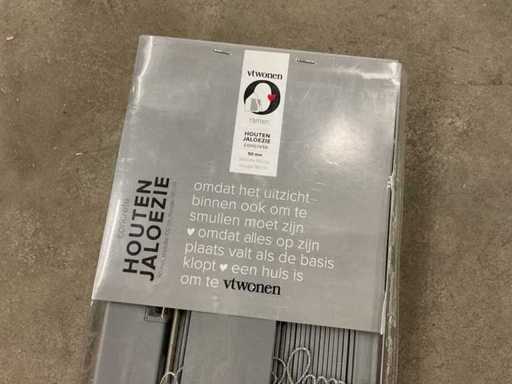 vtwonen
ramen
HOUTEN
JALOEZIE
concrete
50 mm
HOUTEN
JALOEZIE
omdat het uitzicht
binnen ook om te
smullen moet zijn
♥ omdat alles op zijn
plaats valt als de basis
klopt ♥ een huis is
om te vtwonen